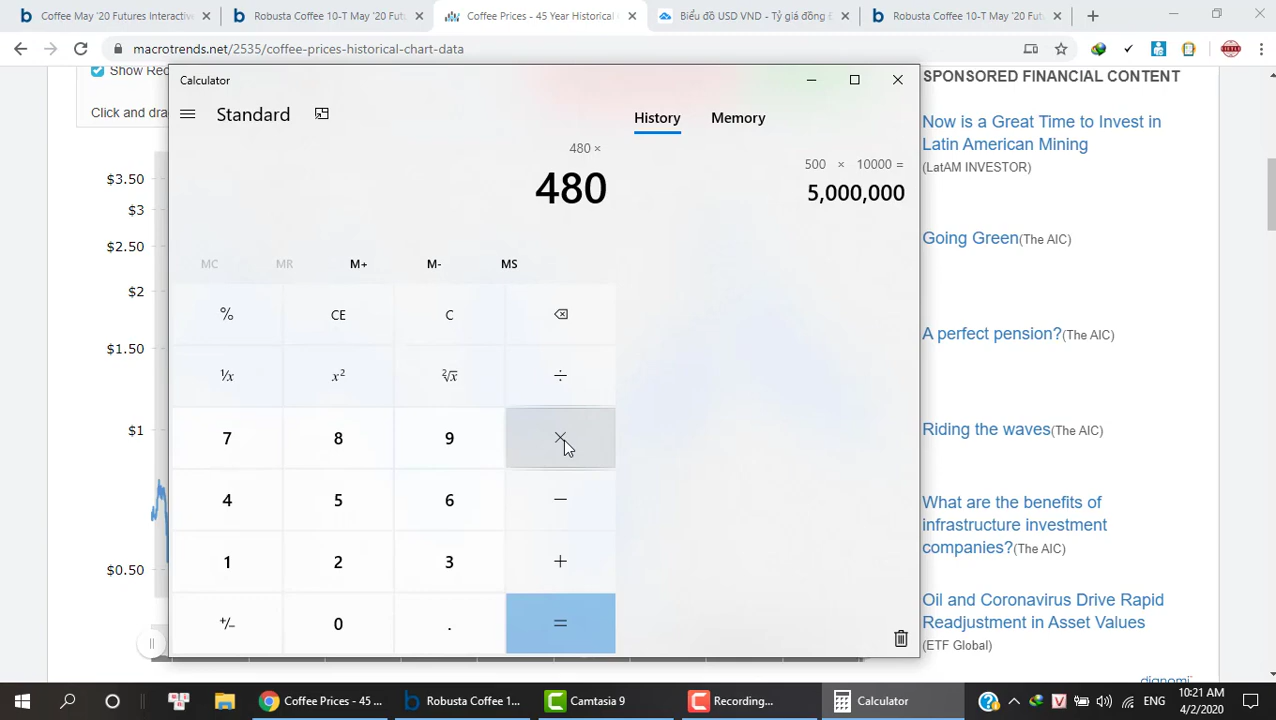 Coffee May '20 Futures Interactive
Robusta Coffee 10-T May '20 Futu
Coffee Prices - 45 Year Historical
Biểu đồ USD VND - Tỷ giá đồng
Robusta Coffee 10-T May '20 Fut
macrotrends.net/2535/coffee-prices-historical-chart-data
Show Rec
Click and dra
$3.50
$3
$2.50
$2
$1.50
$1
$0.50
Calculator
Standard
History
Memory
480 ×
480
500 × 10000 =
5,000,000
MC MR M+ M- MS
% CE C
⅟x x² ²√x ÷
7 8 9 ×
4 5 6 −
1 2 3 +
+/− 0 . =
SPONSORED FINANCIAL CONTENT
Now is a Great Time to Invest in
Latin American Mining
(LatAM INVESTOR)
Going Green(The AIC)
A perfect pension?(The AIC)
Riding the waves(The AIC)
What are the benefits of
infrastructure investment
companies?(The AIC)
Oil and Coronavirus Drive Rapid
Readjustment in Asset Values
(ETF Global)
dianomi
Coffee Prices - 45 ...
Robusta Coffee 1...
Camtasia 9
Recording...
Calculator
V
ENG
10:21 AM
4/2/2020